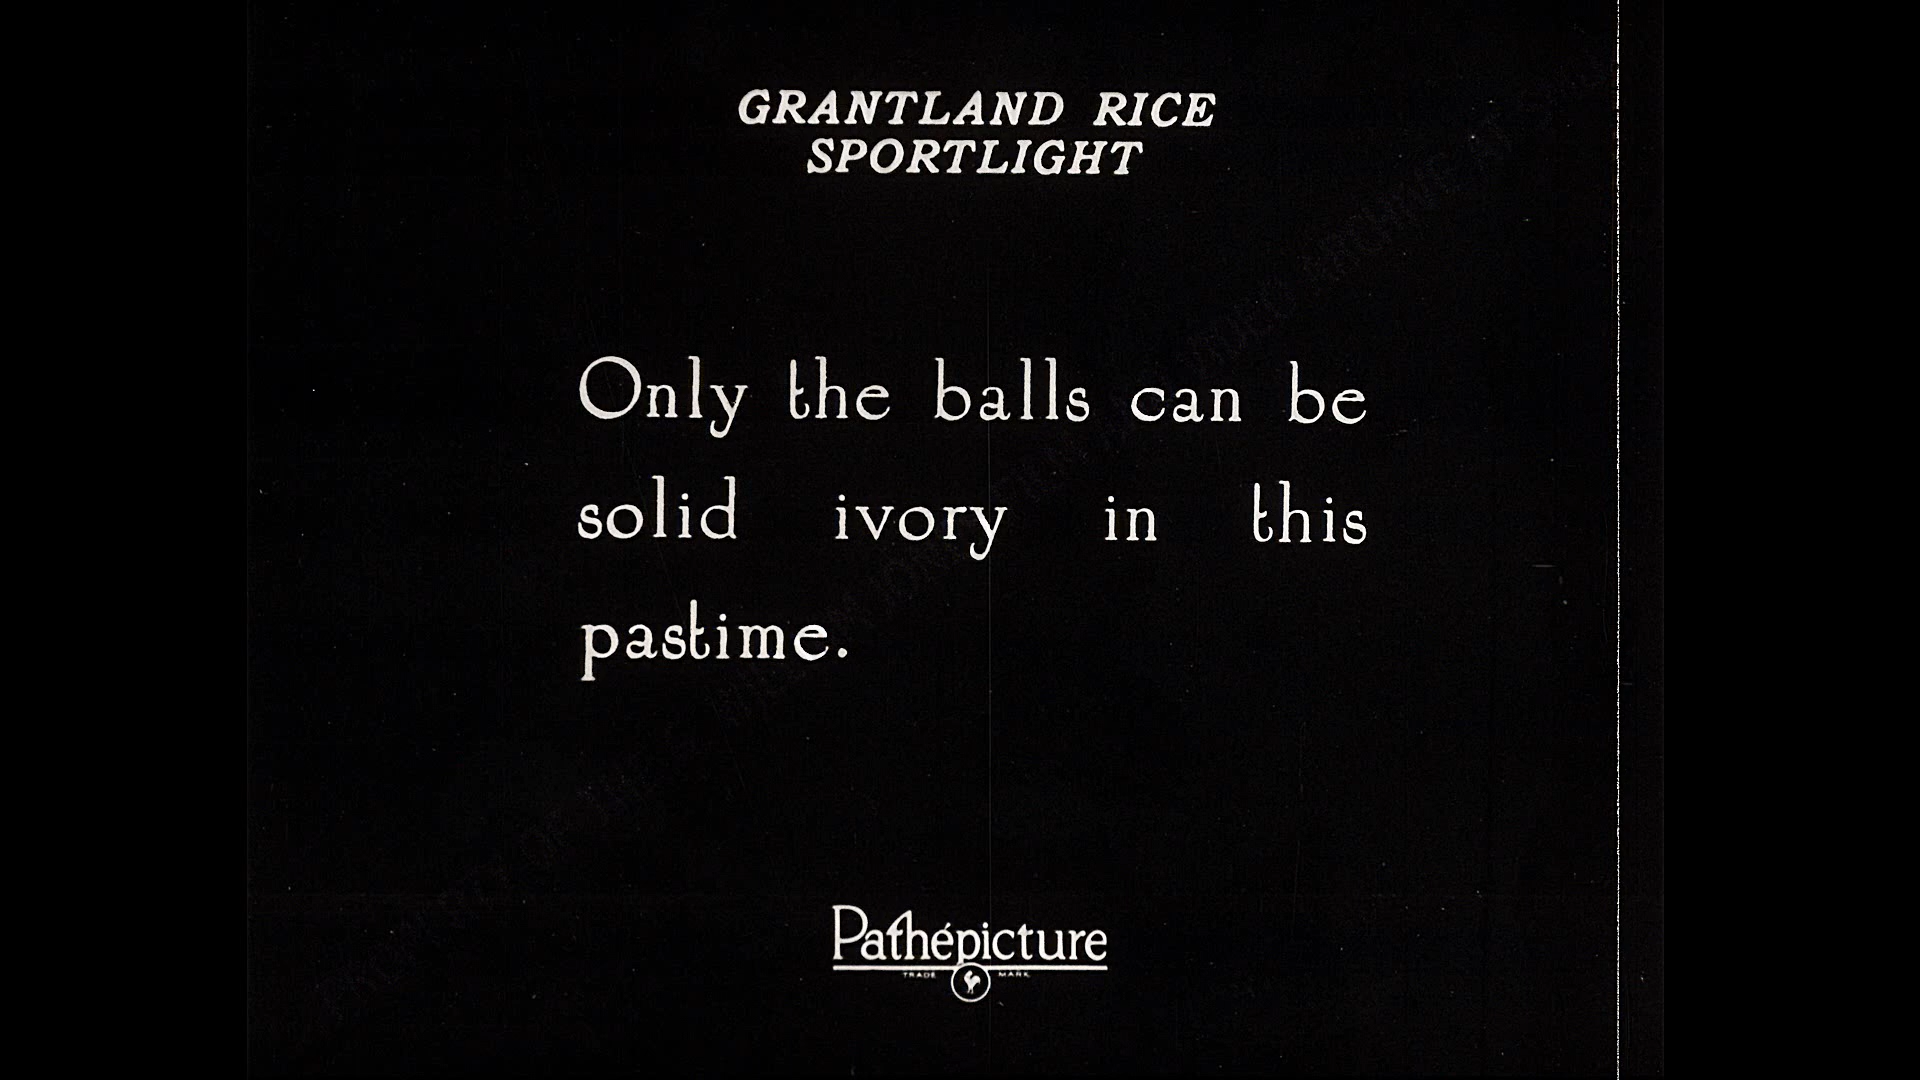 GRANTLAND RICE
SPORTLIGHT
Only the balls can be
solid ivory in this
pastime.
Pathépicture
TRADE MARK